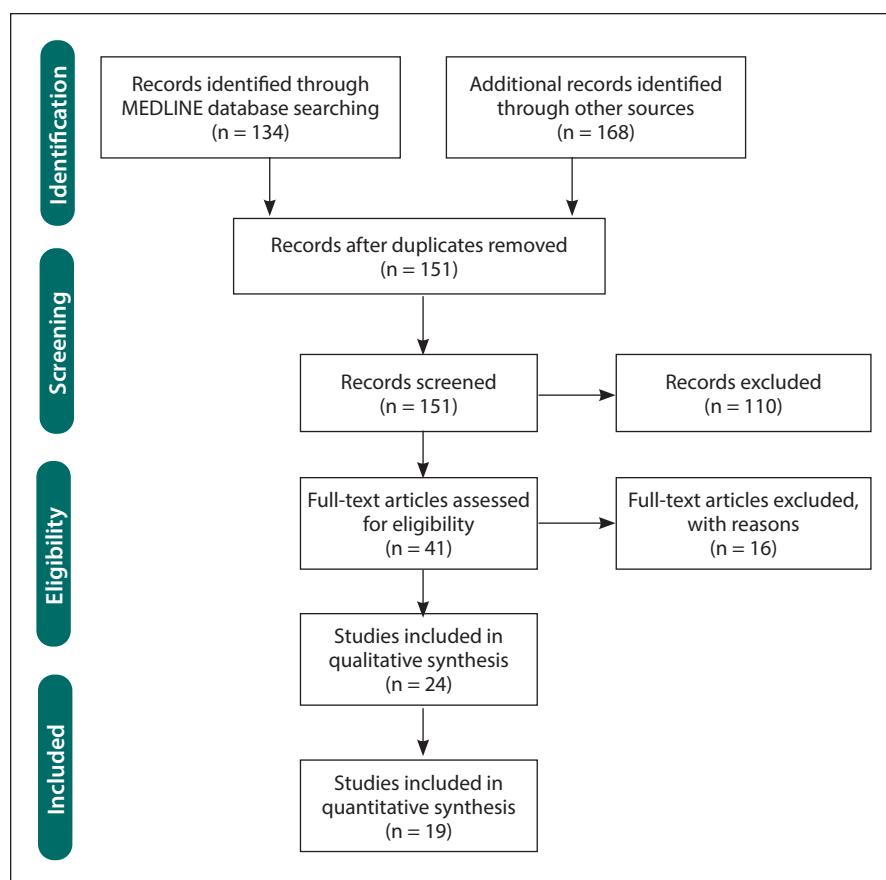 Identification
Records identified through
MEDLINE database searching
(n = 134)
Additional records identified
through other sources
(n = 168)
Records after duplicates removed
(n = 151)
Screening
Records screened
(n = 151)
Records excluded
(n = 110)
Eligibility
Full-text articles assessed
for eligibility
(n = 41)
Full-text articles excluded,
with reasons
(n = 16)
Studies included in
qualitative synthesis
(n = 24)
Included
Studies included in
quantitative synthesis
(n = 19)